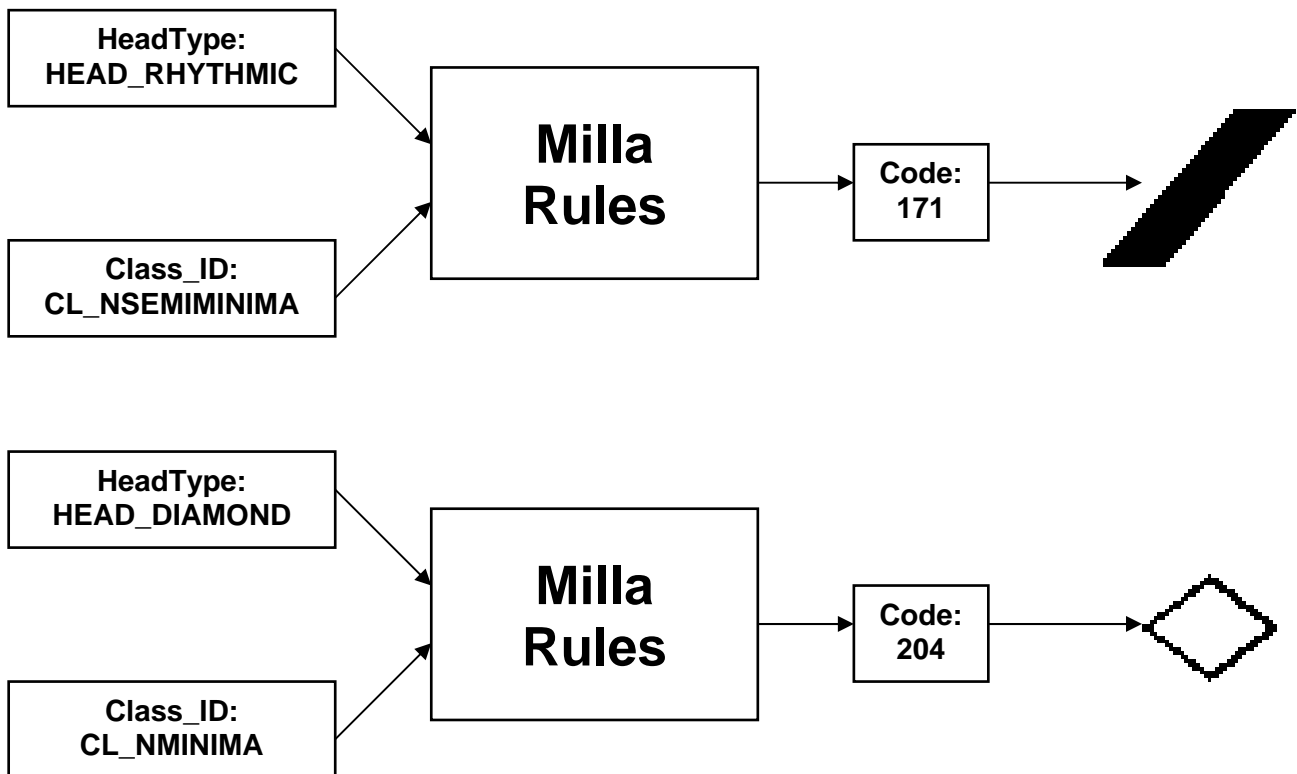 HeadType:
HEAD_RHYTHMIC
Class_ID:
CL_NSEMIMINIMA
Milla
Rules
Code:
171
HeadType:
HEAD_DIAMOND
Class_ID:
CL_NMINIMA
Milla
Rules
Code:
204